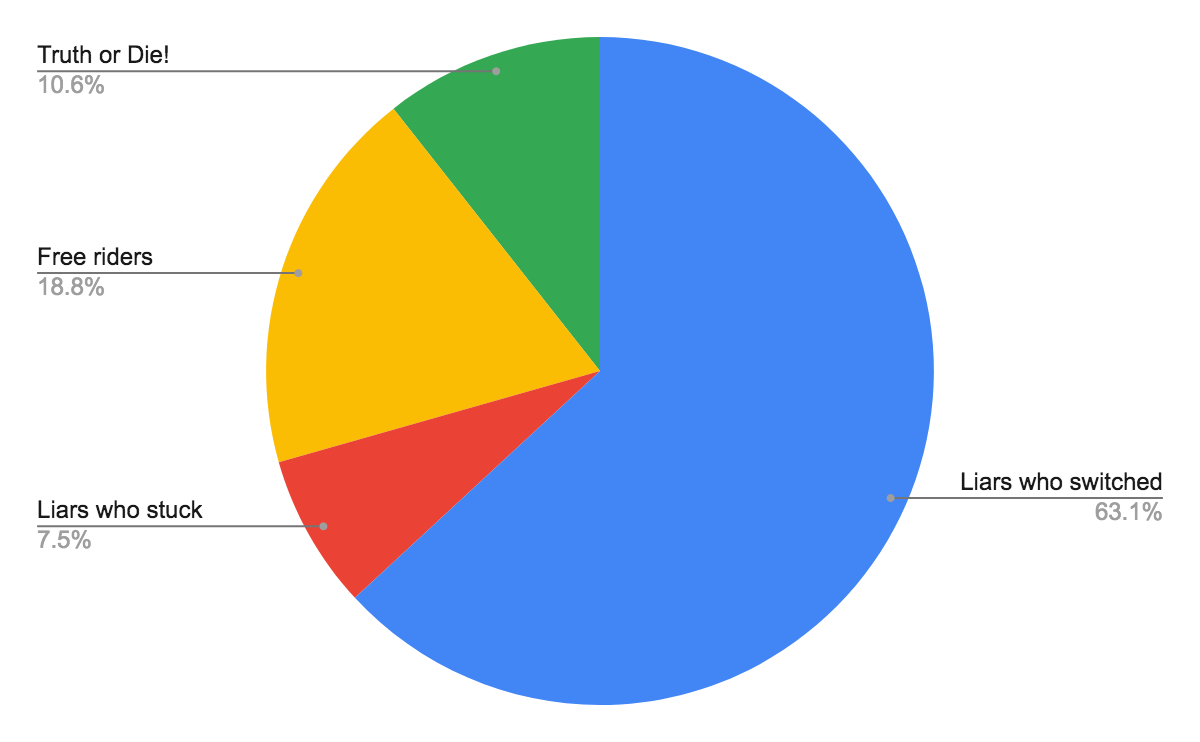 Truth or Die!
10.6%
Free riders
18.8%
Liars who switched
63.1%
Liars who stuck
7.5%